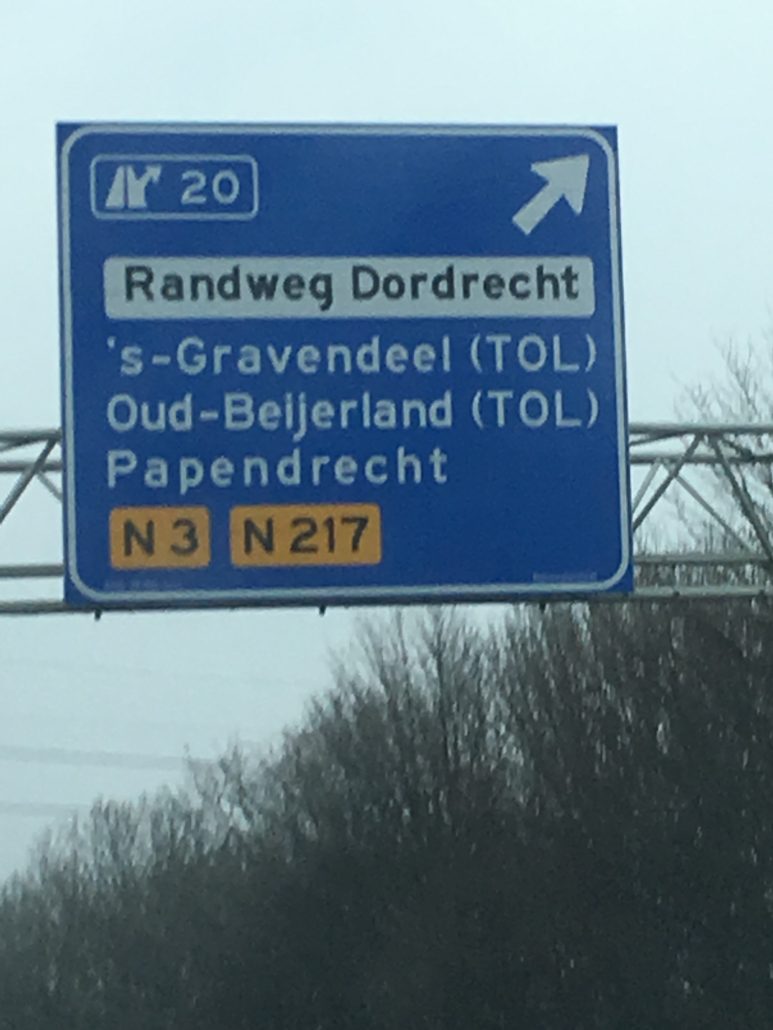 20
Randweg Dordrecht
's-Gravendeel (TOL)
Oud-Beijerland (TOL)
Papendrecht
N 3 N 217